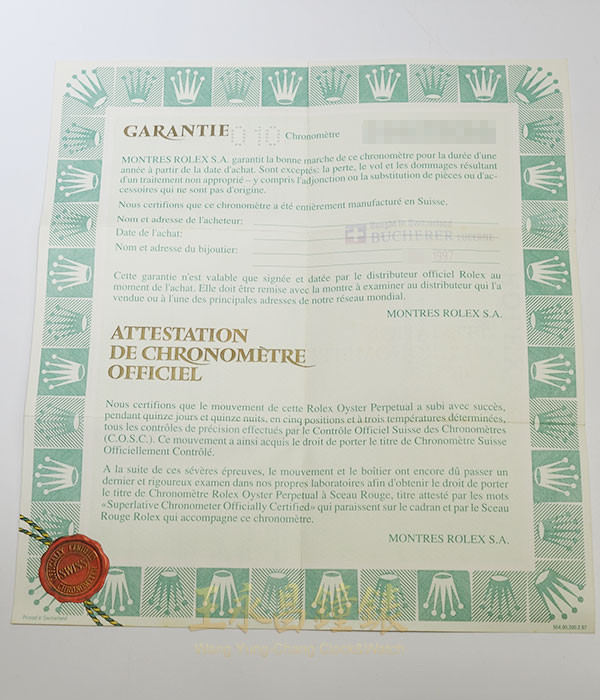 GARANTIE 010 Chronomètre
MONTRES ROLEX S.A. garantit la bonne marche de ce chronomètre pour la durée d'une
année à partir de la date d'achat. Sont exceptés: la perte, le vol et les dommages résultant
d'un traitement non approprié – y compris l'adjonction ou la substitution de pièces ou d'ac-
cessoires qui ne sont pas d'origine.
Nous certifions que ce chronomètre a été entièrement manufacturé en Suisse.
Nom et adresse de l'acheteur:
Date de l'achat:
BUCHERER
Nom et adresse du bijoutier:
1997
Cette garantie n'est valable que signée et datée par le distributeur officiel Rolex au
moment de l'achat. Elle doit être remise avec la montre à examiner au distributeur qui l'a
vendue ou à l'une des principales adresses de notre réseau mondial.
MONTRES ROLEX S.A.
ATTESTATION
DE CHRONOMÈTRE
OFFICIEL
Nous certifions que le mouvement de cette Rolex Oyster Perpetual a subi avec succès,
pendant quinze jours et quinze nuits, en cinq positions et à trois températures déterminées,
tous les contrôles de précision effectués par le Contrôle Officiel Suisse des Chronomètres
(C.O.S.C.). Ce mouvement a ainsi acquis le droit de porter le titre de Chronomètre Suisse
Officiellement Contrôlé.
A la suite de ces sévères épreuves, le mouvement et le boîtier ont encore dû passer un
dernier et rigoureux examen dans nos propres laboratoires afin d'obtenir le droit de porter
le titre de Chronomètre Rolex Oyster Perpetual à Sceau Rouge, titre attesté par les mots
«Superlative Chronometer Officially Certified» qui paraissent sur le cadran et par le Sceau
Rouge Rolex qui accompagne ce chronomètre.
MONTRES ROLEX S.A.
SWISS
王永昌鐘錶
Printed in Switzerland